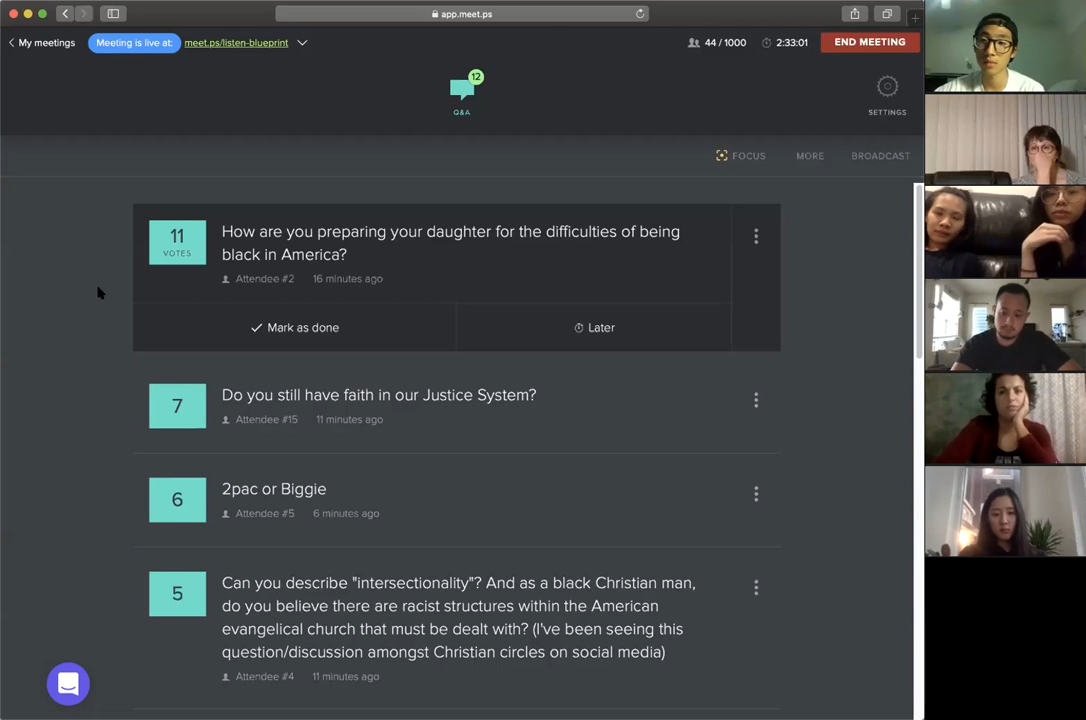 app.meet.ps
My meetings
Meeting is live at:
meet.ps/listen-blueprint
44 / 1000
2:33:01
END MEETING
12
Q&A
SETTINGS
FOCUS
MORE
BROADCAST
11
VOTES
How are you preparing your daughter for the difficulties of being
black in America?
Attendee #2 16 minutes ago
Mark as done
Later
7
Do you still have faith in our Justice System?
Attendee #15 11 minutes ago
6
2pac or Biggie
Attendee #5 6 minutes ago
5
Can you describe "intersectionality"? And as a black Christian man,
do you believe there are racist structures within the American
evangelical church that must be dealt with? (I've been seeing this
question/discussion amongst Christian circles on social media)
Attendee #4 11 minutes ago